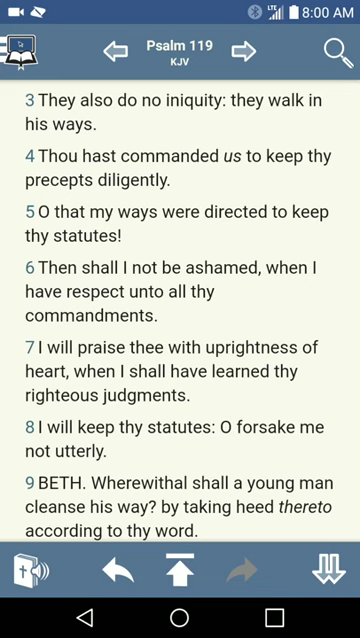 LTE 8:00 AM
Psalm 119
KJV
3 They also do no iniquity: they walk in
his ways.
4 Thou hast commanded us to keep thy
precepts diligently.
5 O that my ways were directed to keep
thy statutes!
6 Then shall I not be ashamed, when I
have respect unto all thy
commandments.
7 I will praise thee with uprightness of
heart, when I shall have learned thy
righteous judgments.
8 I will keep thy statutes: O forsake me
not utterly.
9 BETH. Wherewithal shall a young man
cleanse his way? by taking heed thereto
according to thy word.